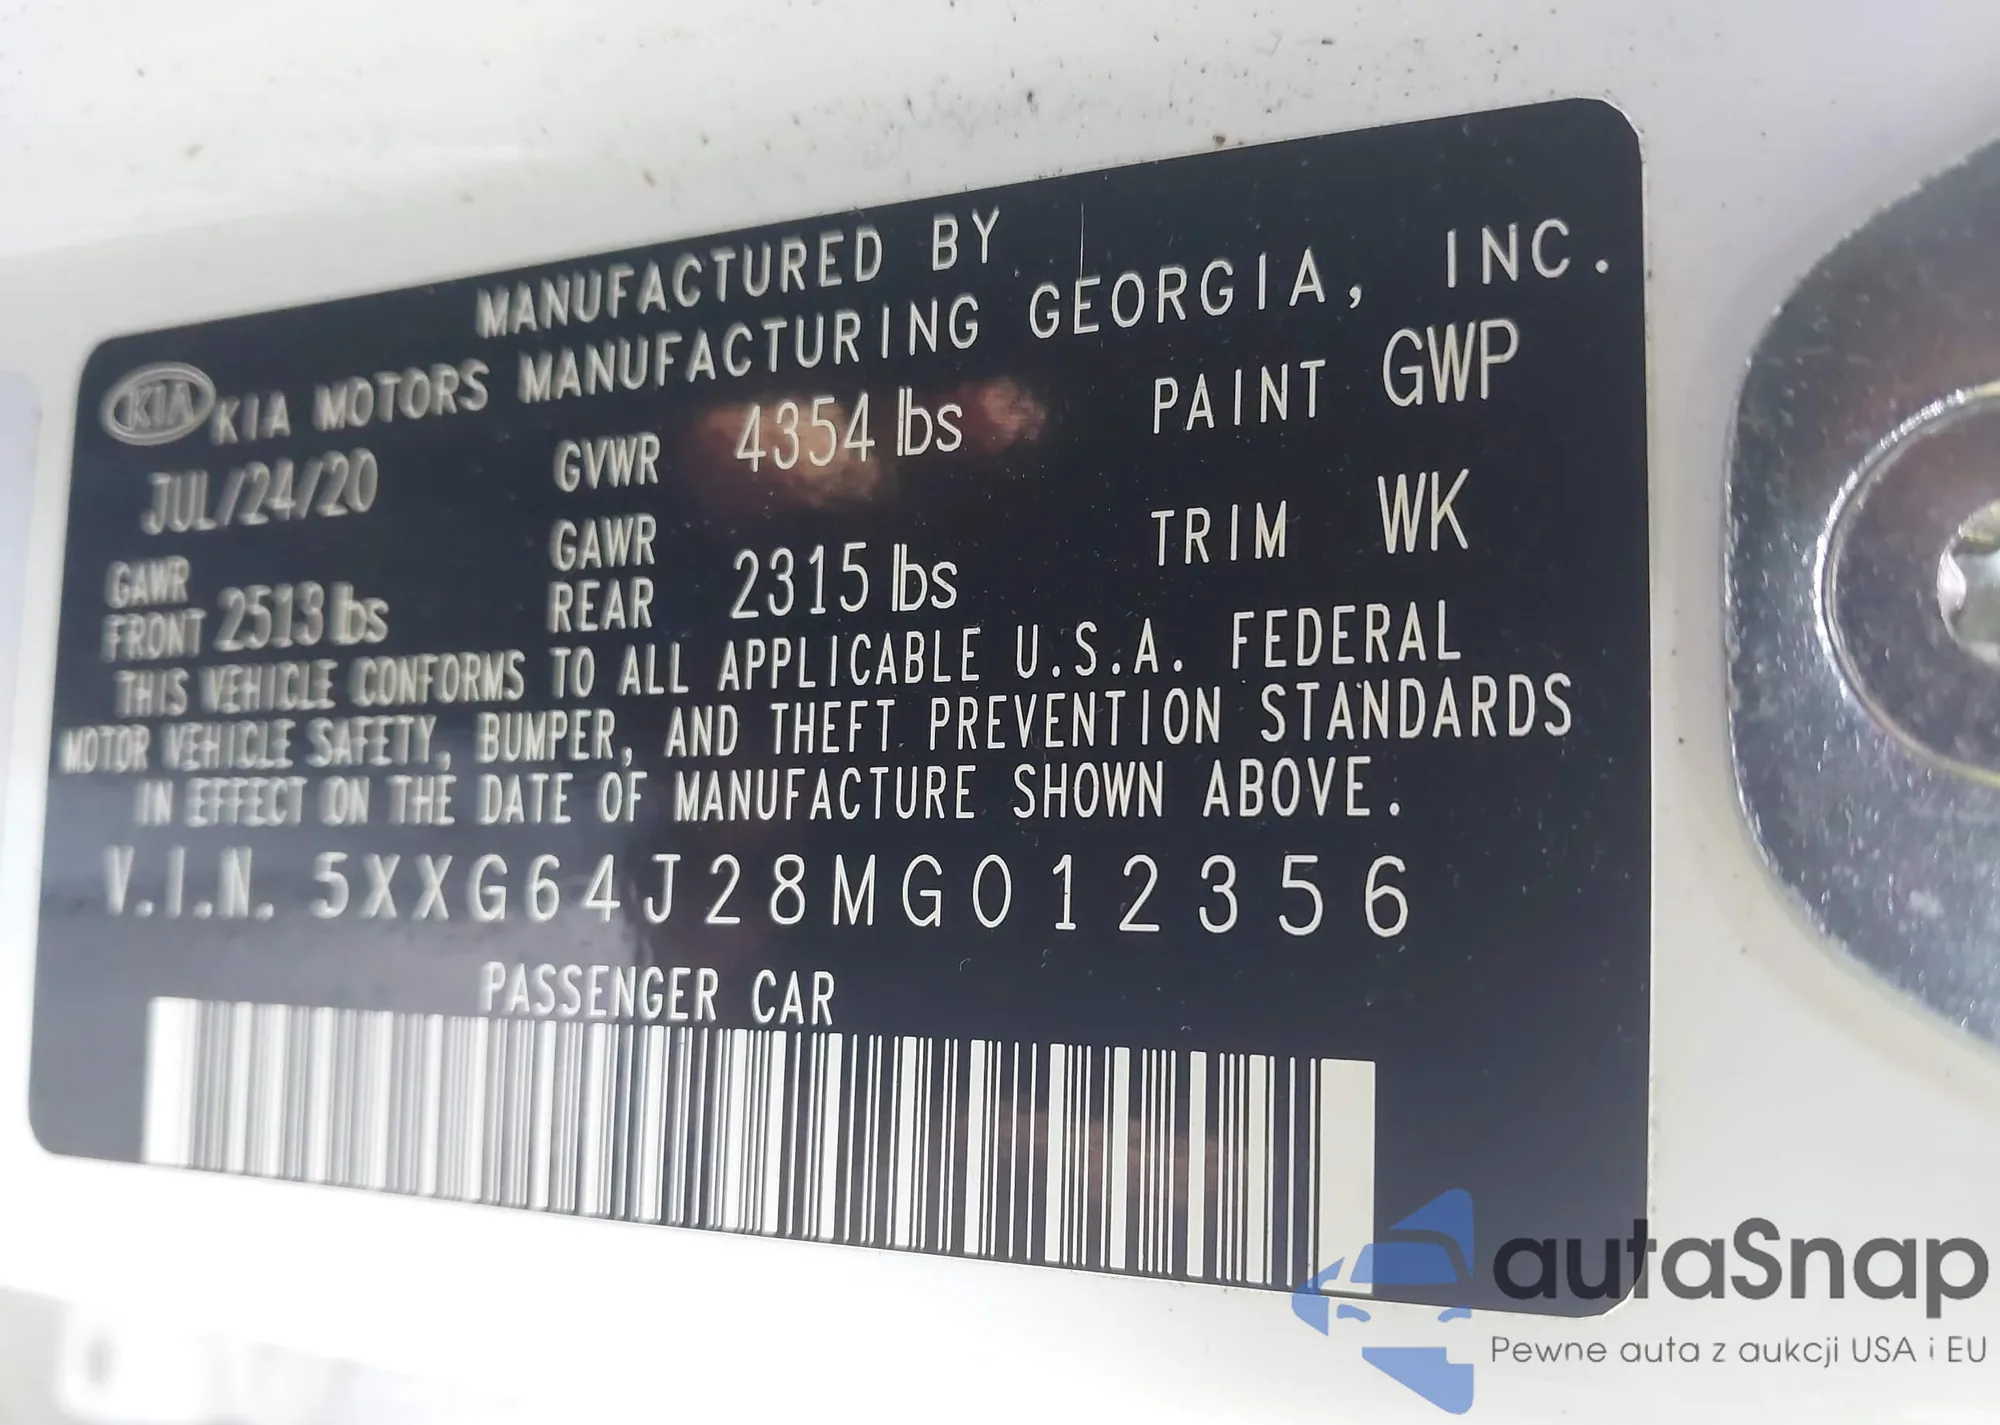 MANUFACTURED BY
KIA KIA MOTORS MANUFACTURING GEORGIA, INC.
JUL/24/20 GVWR 4354 lbs PAINT GWP
GAWR FRONT 2513 lbs GAWR REAR 2315 lbs TRIM WK
THIS VEHICLE CONFORMS TO ALL APPLICABLE U.S.A. FEDERAL
MOTOR VEHICLE SAFETY, BUMPER, AND THEFT PREVENTION STANDARDS
IN EFFECT ON THE DATE OF MANUFACTURE SHOWN ABOVE.
V.I.N. 5XXG64J28MG012356
PASSENGER CAR
autaSnap
Pewne auta z aukcji USA i EU